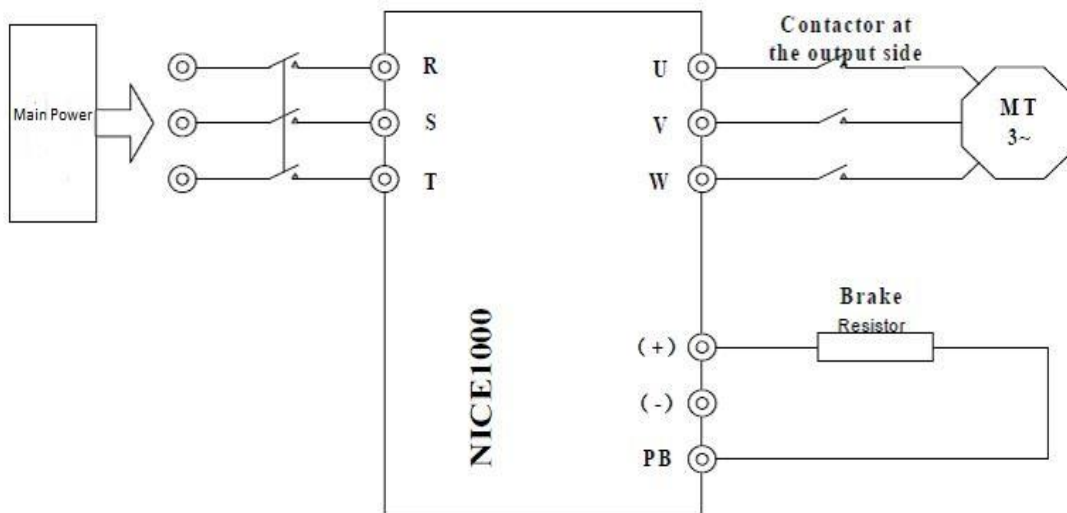 Main Power
R
S
T
NICE1000
U
V
W
(+)
(-)
PB
Contactor at
the output side
MT
3~
Brake
Resistor